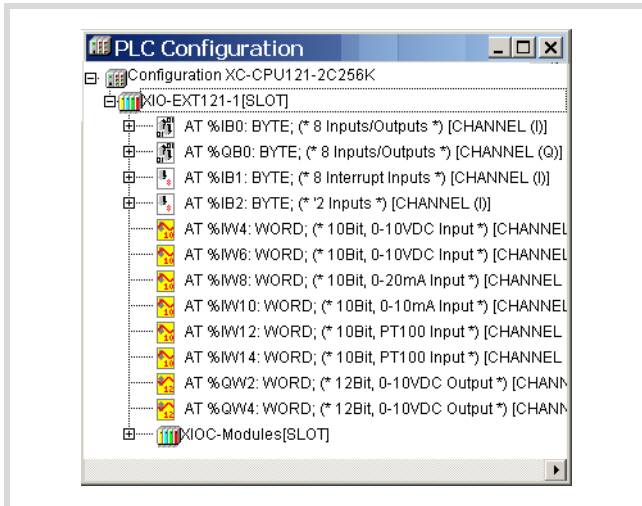 PLC Configuration
Configuration XC-CPU121-2C256K
XIO-EXT121-1[SLOT]
AT %IB0: BYTE; (* 8 Inputs/Outputs *) [CHANNEL (I)]
AT %QB0: BYTE; (* 8 Inputs/Outputs *) [CHANNEL (Q)]
AT %IB1: BYTE; (* 8 Interrupt Inputs *) [CHANNEL (I)]
AT %IB2: BYTE; (* '2 Inputs *) [CHANNEL (I)]
AT %IW4: WORD; (* 10Bit, 0-10VDC Input *) [CHANNEL
AT %IW6: WORD; (* 10Bit, 0-10VDC Input *) [CHANNEL
AT %IW8: WORD; (* 10Bit, 0-20mA Input *) [CHANNEL
AT %IW10: WORD; (* 10Bit, 0-10mA Input *) [CHANNEL
AT %IW12: WORD; (* 10Bit, PT100 Input *) [CHANNEL
AT %IW14: WORD; (* 10Bit, PT100 Input *) [CHANNEL
AT %QW2: WORD; (* 12Bit, 0-10VDC Output *) [CHANN
AT %QW4: WORD; (* 12Bit, 0-10VDC Output *) [CHANN
XIOC-Modules[SLOT]